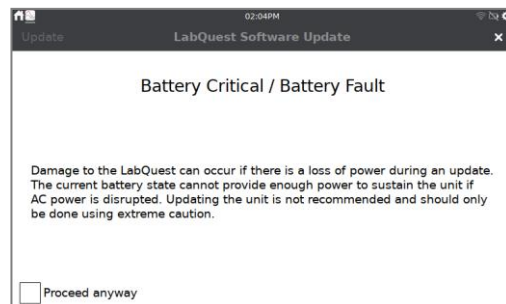 02:04PM
Update LabQuest Software Update ×
Battery Critical / Battery Fault
Damage to the LabQuest can occur if there is a loss of power during an update.
The current battery state cannot provide enough power to sustain the unit if
AC power is disrupted. Updating the unit is not recommended and should only
be done using extreme caution.
Proceed anyway